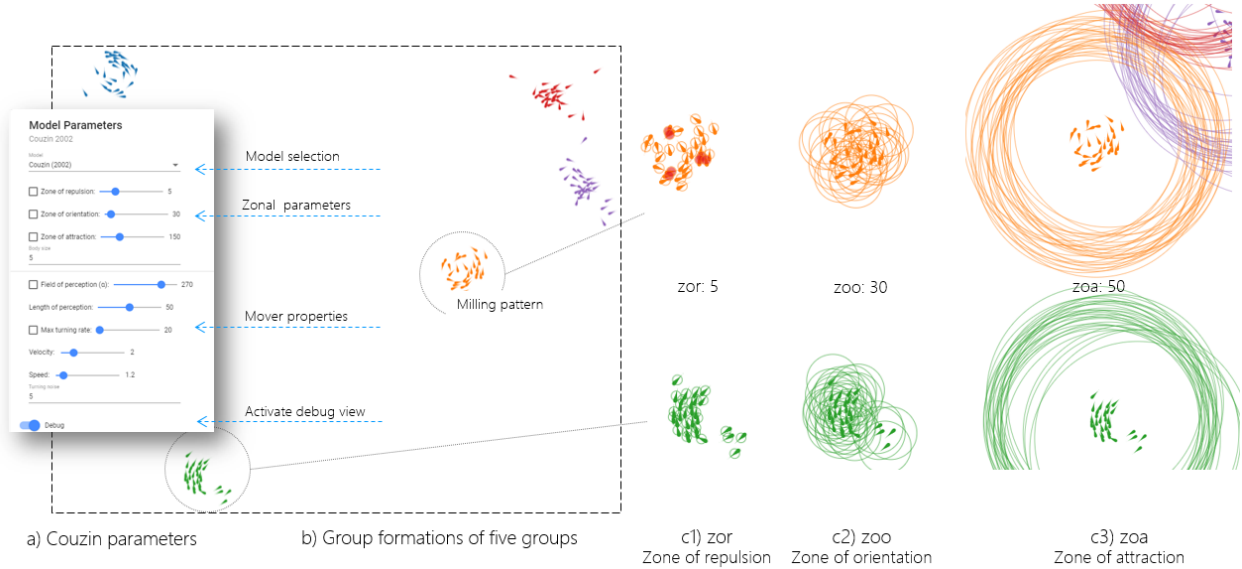 Model Parameters
Couzin 2002
Model
Couzin (2002)
Zone of repulsion: 5
Zone of orientation: 30
Zone of attraction: 150
Body size
5
Field of perception (α): 270
Length of perception: 50
Max turning rate: 20
Velocity: 2
Speed: 1.2
Turning noise
5
Debug
Model selection
Zonal parameters
Mover properties
Activate debug view
Milling pattern
zor: 5
zoo: 30
zoa: 50
a) Couzin parameters
b) Group formations of five groups
c1) zor
Zone of repulsion
c2) zoo
Zone of orientation
c3) zoa
Zone of attraction